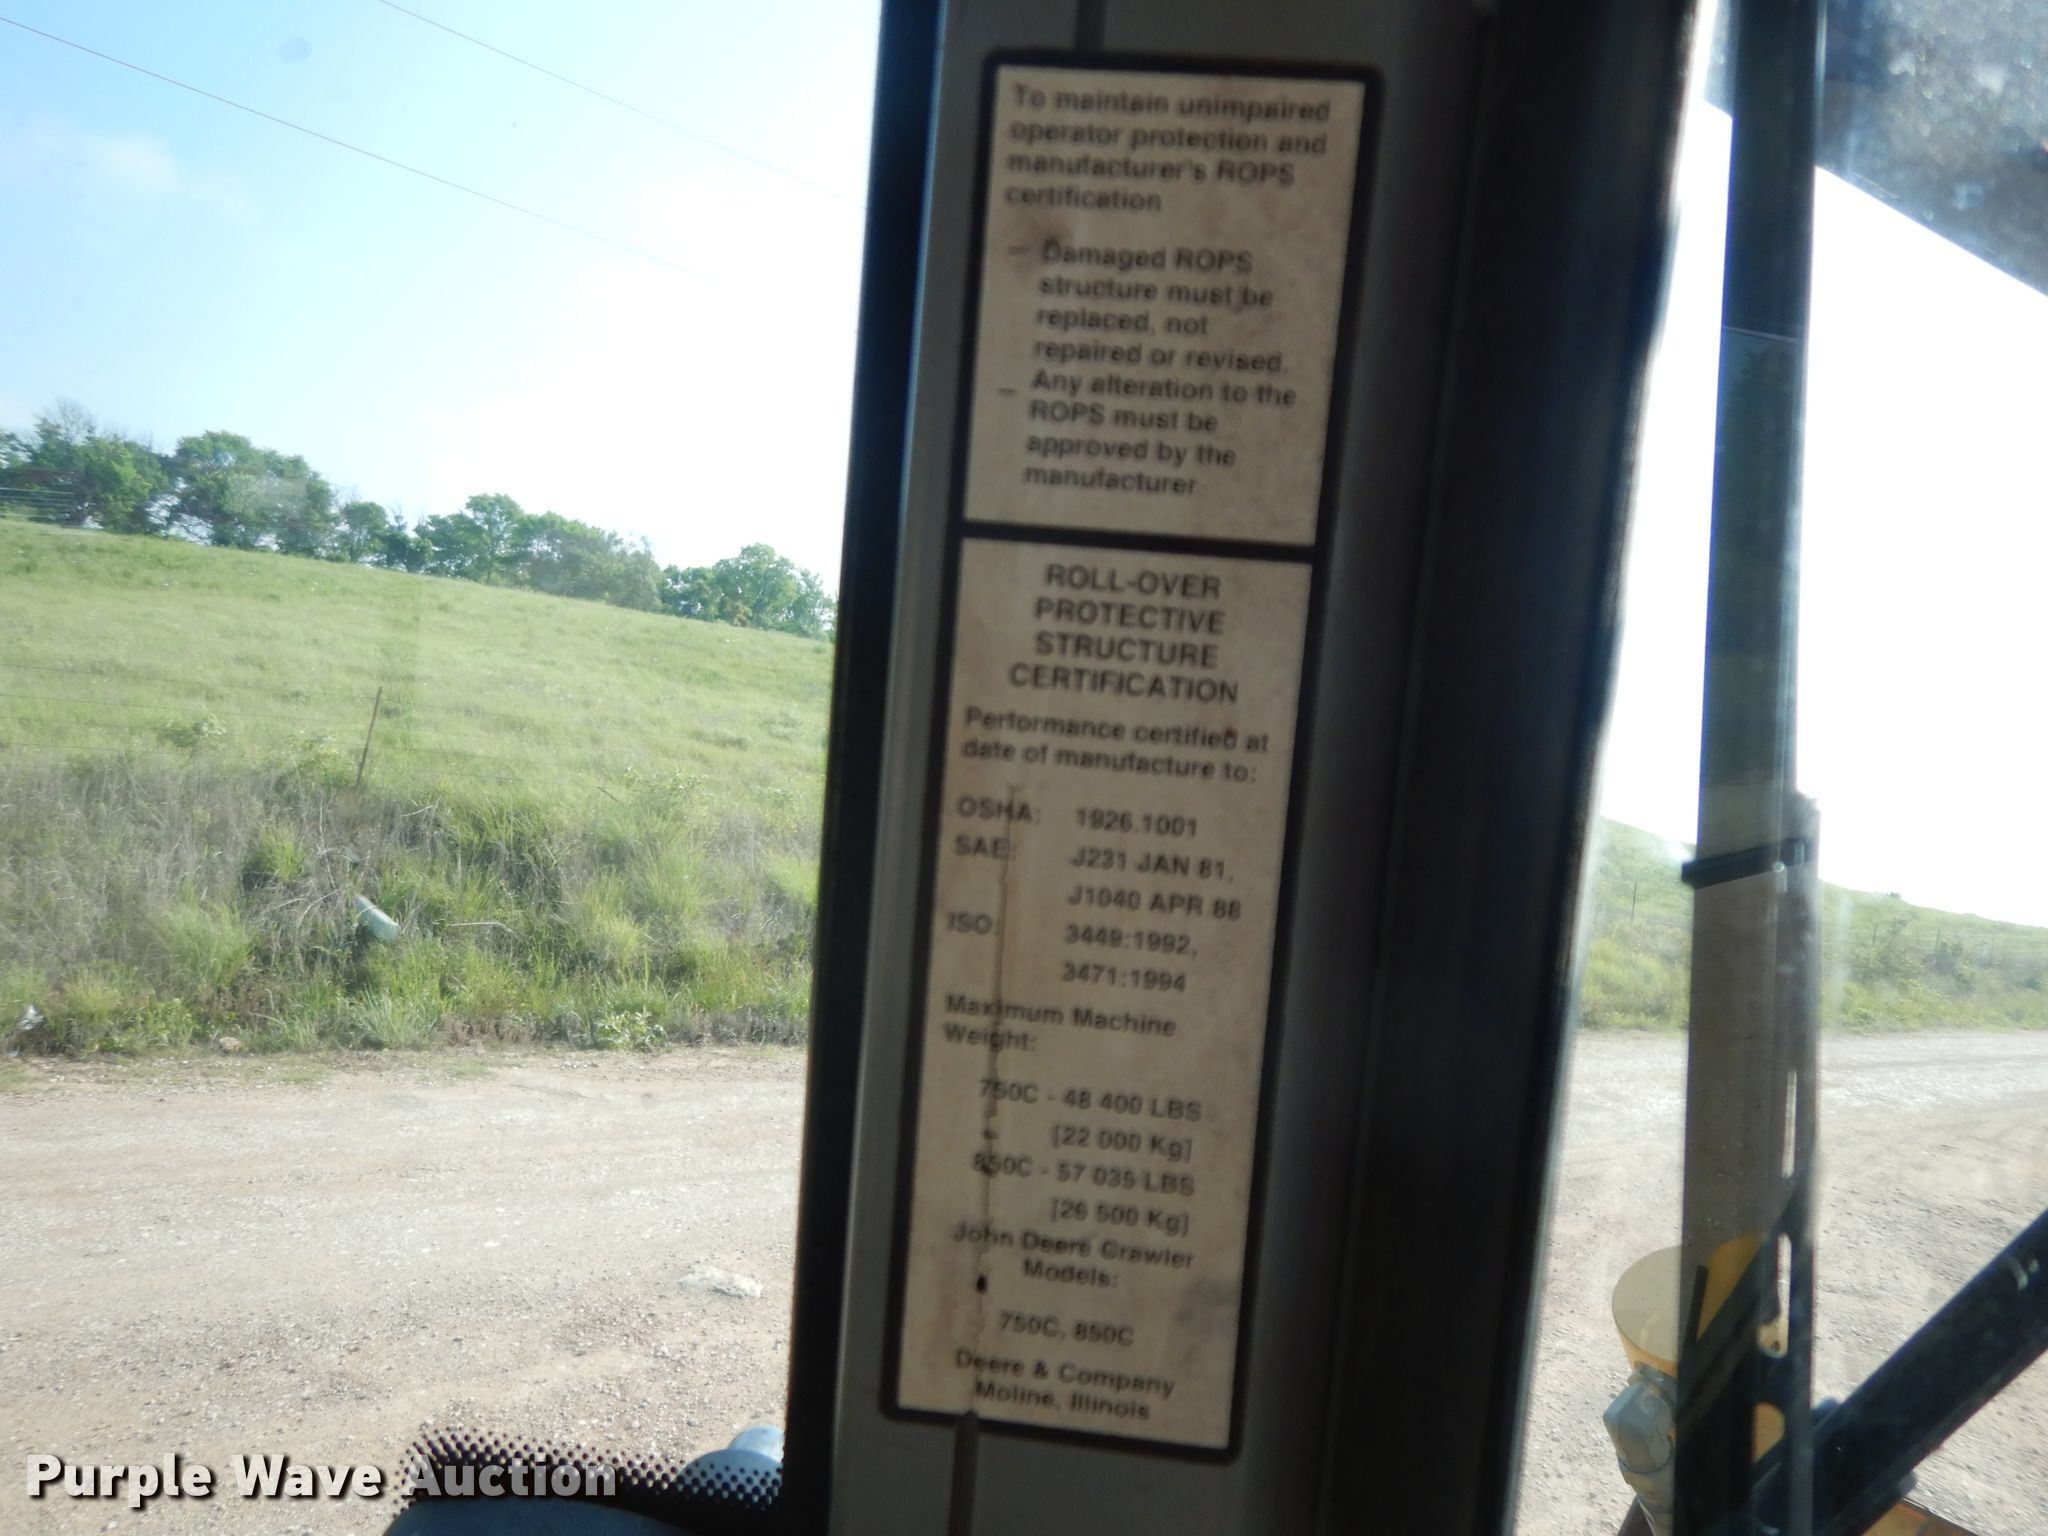 To maintain unimpaired
operator protection and
manufacturer's ROPS
certification
— Damaged ROPS
structure must be
replaced, not
repaired or revised.
— Any alteration to the
ROPS must be
approved by the
manufacturer
ROLL-OVER
PROTECTIVE
STRUCTURE
CERTIFICATION
Performance certified at
date of manufacture to:
OSHA: 1926.1001
SAE: J231 JAN 81,
J1040 APR 88
ISO: 3449:1992,
3471:1994
Maximum Machine
Weight:
750C - 48 400 LBS
[22 000 Kg]
850C - 57 035 LBS
[26 500 Kg]
John Deere Crawler
Models:
750C, 850C
Deere & Company
Moline, Illinois
Purple Wave Auction